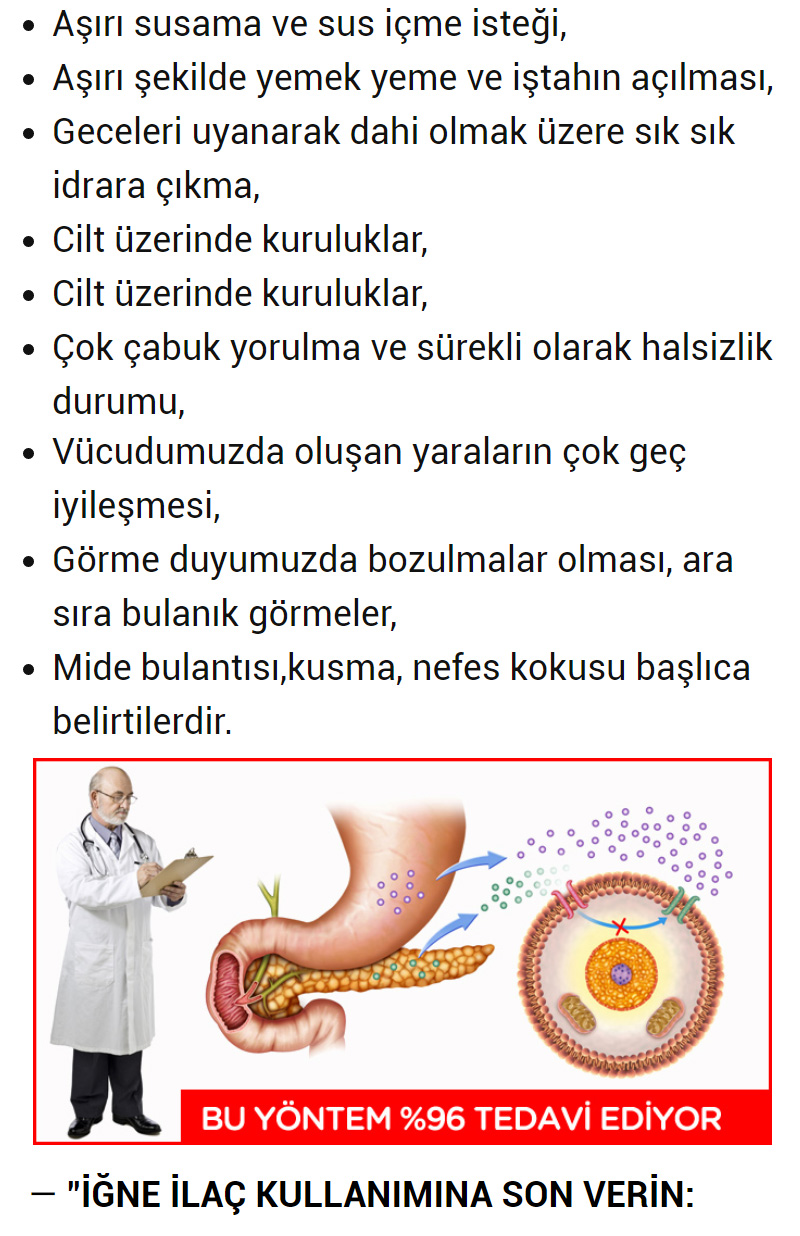 • Aşırı susama ve sus içme isteği,
• Aşırı şekilde yemek yeme ve iştahın açılması,
• Geceleri uyanarak dahi olmak üzere sık sık
idrara çıkma,
• Cilt üzerinde kuruluklar,
• Cilt üzerinde kuruluklar,
• Çok çabuk yorulma ve sürekli olarak halsizlik
durumu,
• Vücudumuzda oluşan yaraların çok geç
iyileşmesi,
• Görme duyumuzda bozulmalar olması, ara
sıra bulanık görmeler,
• Mide bulantısı,kusma, nefes kokusu başlıca
belirtilerdir.
BU YÖNTEM %96 TEDAVİ EDİYOR
— "İĞNE İLAÇ KULLANIMINA SON VERİN: